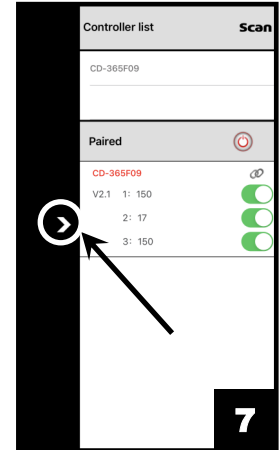 Controller list Scan
CD-365F09
Paired
CD-365F09
V2.1 1: 150
2: 17
3: 150
7